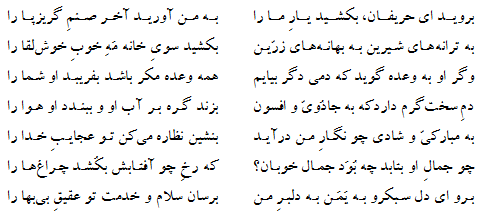 بروید ای حریفان، بکشید یارِ ما را به من آورید آخر صنمِ گریزپا را
به ترانه‌های شیرین به بهانه‌های زرّین بکشید سویِ خانه مَهِ خوبِ خوش‌لقا را
وگر او به وعده گوید که دمی دگر بیایم همه وعده مکر باشد بفریبد او شما را
دمِ سخت‌گرم دارد که به جادویّ و افسون بزند گره بر آب او و ببندد او هوا را
به مبارکیّ و شادی چو نگارِ من درآید بنشین نظاره می‌کن تو عجایبِ خدا را
چو جمالِ او بتابد چه بُوَد جمال خوبان؟ که رخِ چو آفتابش بکُشد چراغ‌ها را
برو ای دل سبکرو به یَمَن به دلبرِ من برسان سلام و خدمت تو عقیقِ بی‌بها را